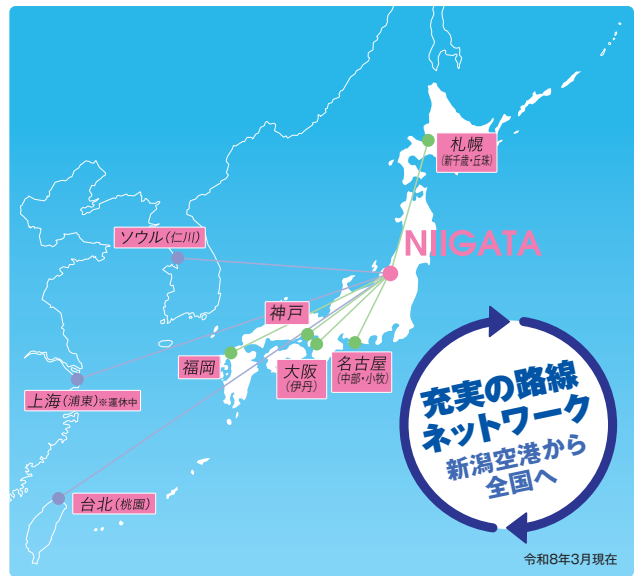 札幌
(新千歳・丘珠)
ソウル(仁川)
NIIGATA
神戸
福岡
大阪
(伊丹)
名古屋
(中部・小牧)
上海(浦東)※運休中
台北(桃園)
充実の路線
ネットワーク
新潟空港から
全国へ
令和8年3月現在